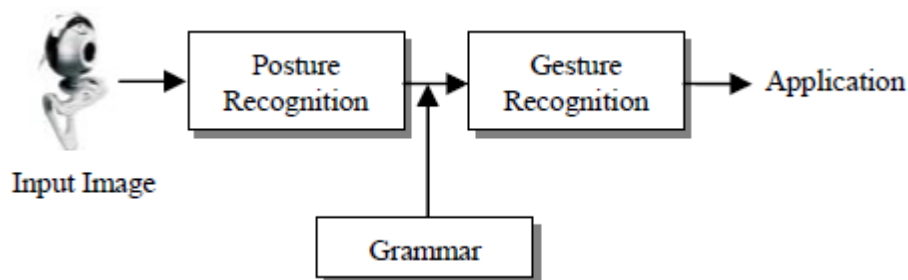 Posture
Recognition
Gesture
Recognition
Application
Input Image
Grammar